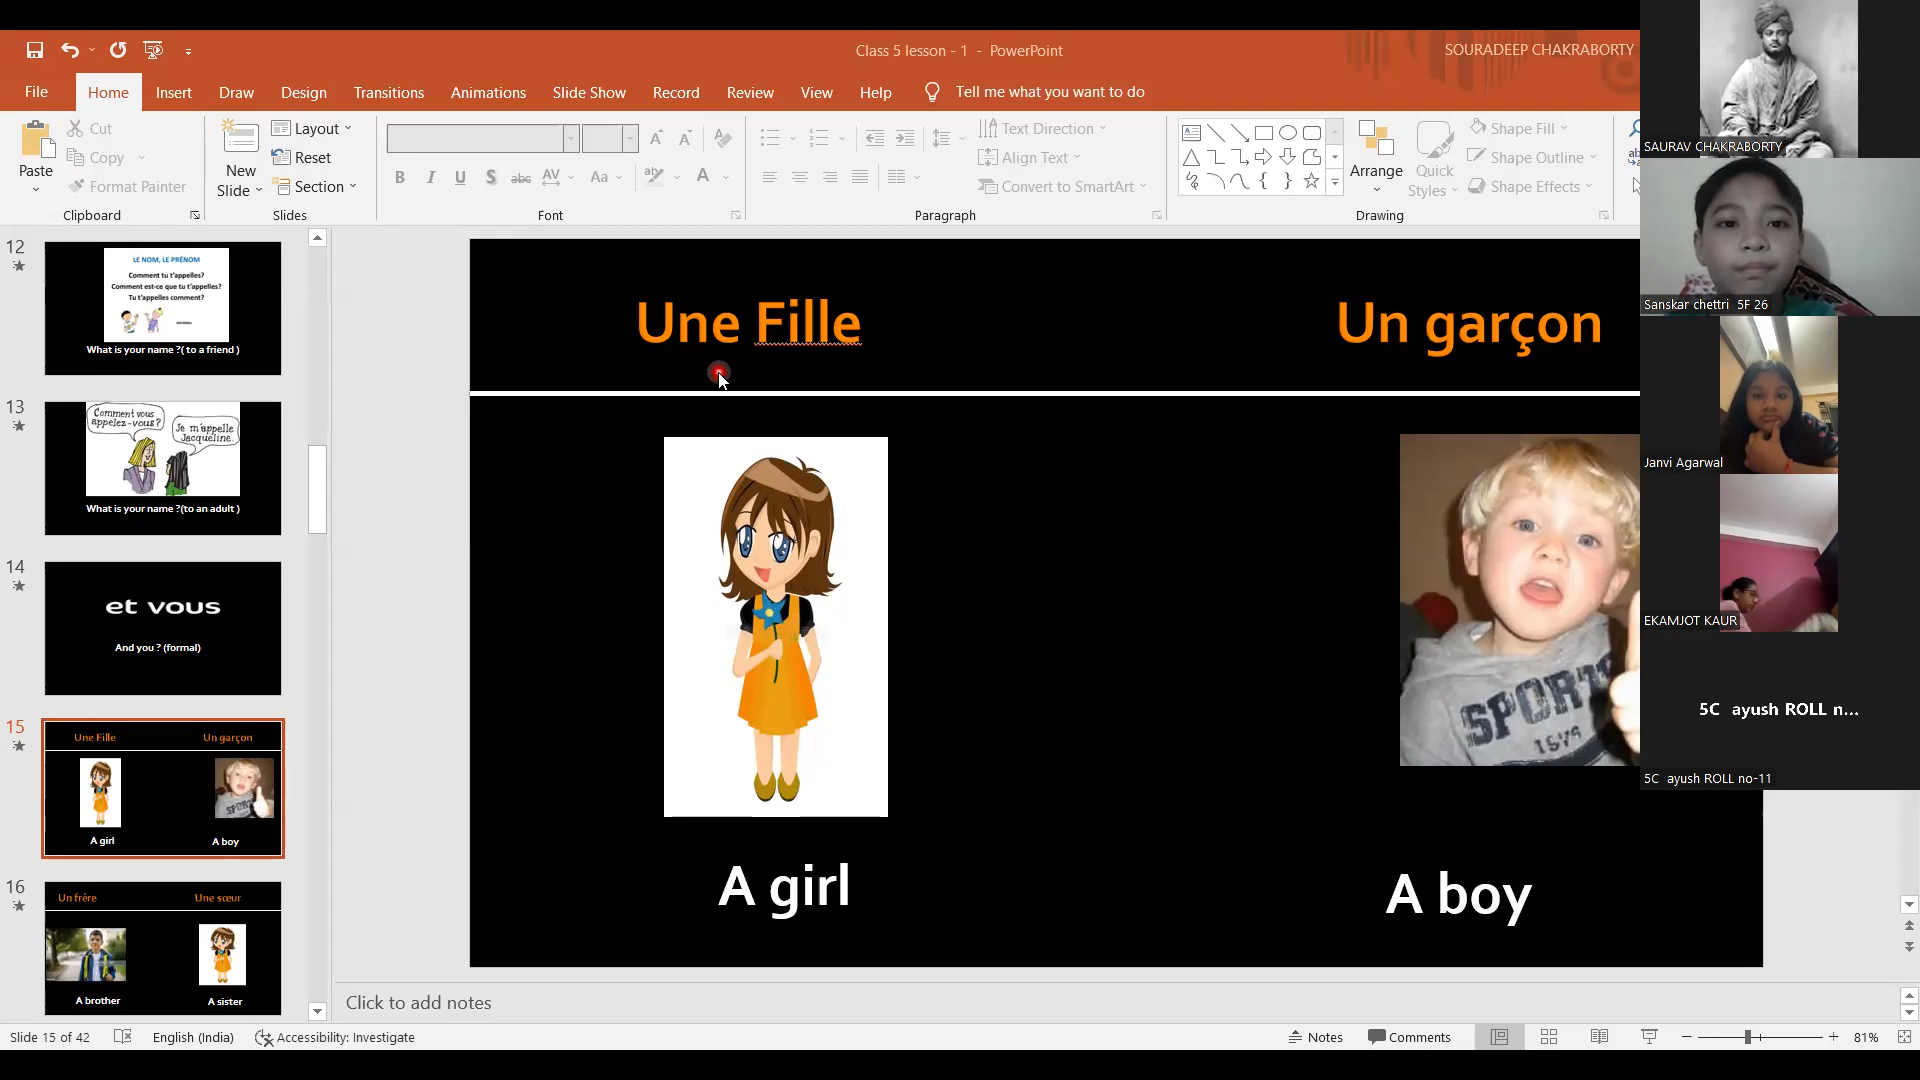 Class 5 lesson - 1 - PowerPoint
SOURADEEP CHAKRABORTY
File Home Insert Draw Design Transitions Animations Slide Show Record Review View Help Tell me what you want to do
Paste
Cut
Copy
Format Painter
Clipboard
New Slide
Layout
Reset
Section
Slides
B I U S abc AV Aa A
Font
Text Direction
Align Text
Convert to SmartArt
Paragraph
Arrange
Quick Styles
Shape Fill
Shape Outline
Shape Effects
Drawing
12
LE NOM, LE PRÉNOM
Comment tu t'appelles?
Comment est-ce que tu t'appelles?
Tu t'appelles comment?
What is your name ?( to a friend )
13
Comment vous appelez-vous?
Je m'appelle Jacqueline.
What is your name ?(to an adult )
14
et vous
And you ? (formal)
15
Une Fille Un garçon
SPORT
A girl A boy
16
Un frère Une sœur
A brother A sister
Une Fille Un garçon
SPORT
1674
A girl A boy
Click to add notes
Slide 15 of 42 English (India) Accessibility: Investigate Notes Comments 81%
SAURAV CHAKRABORTY
Sanskar chettri 5F 26
Janvi Agarwal
EKAMJOT KAUR
5C ayush ROLL n...
5C ayush ROLL no-11